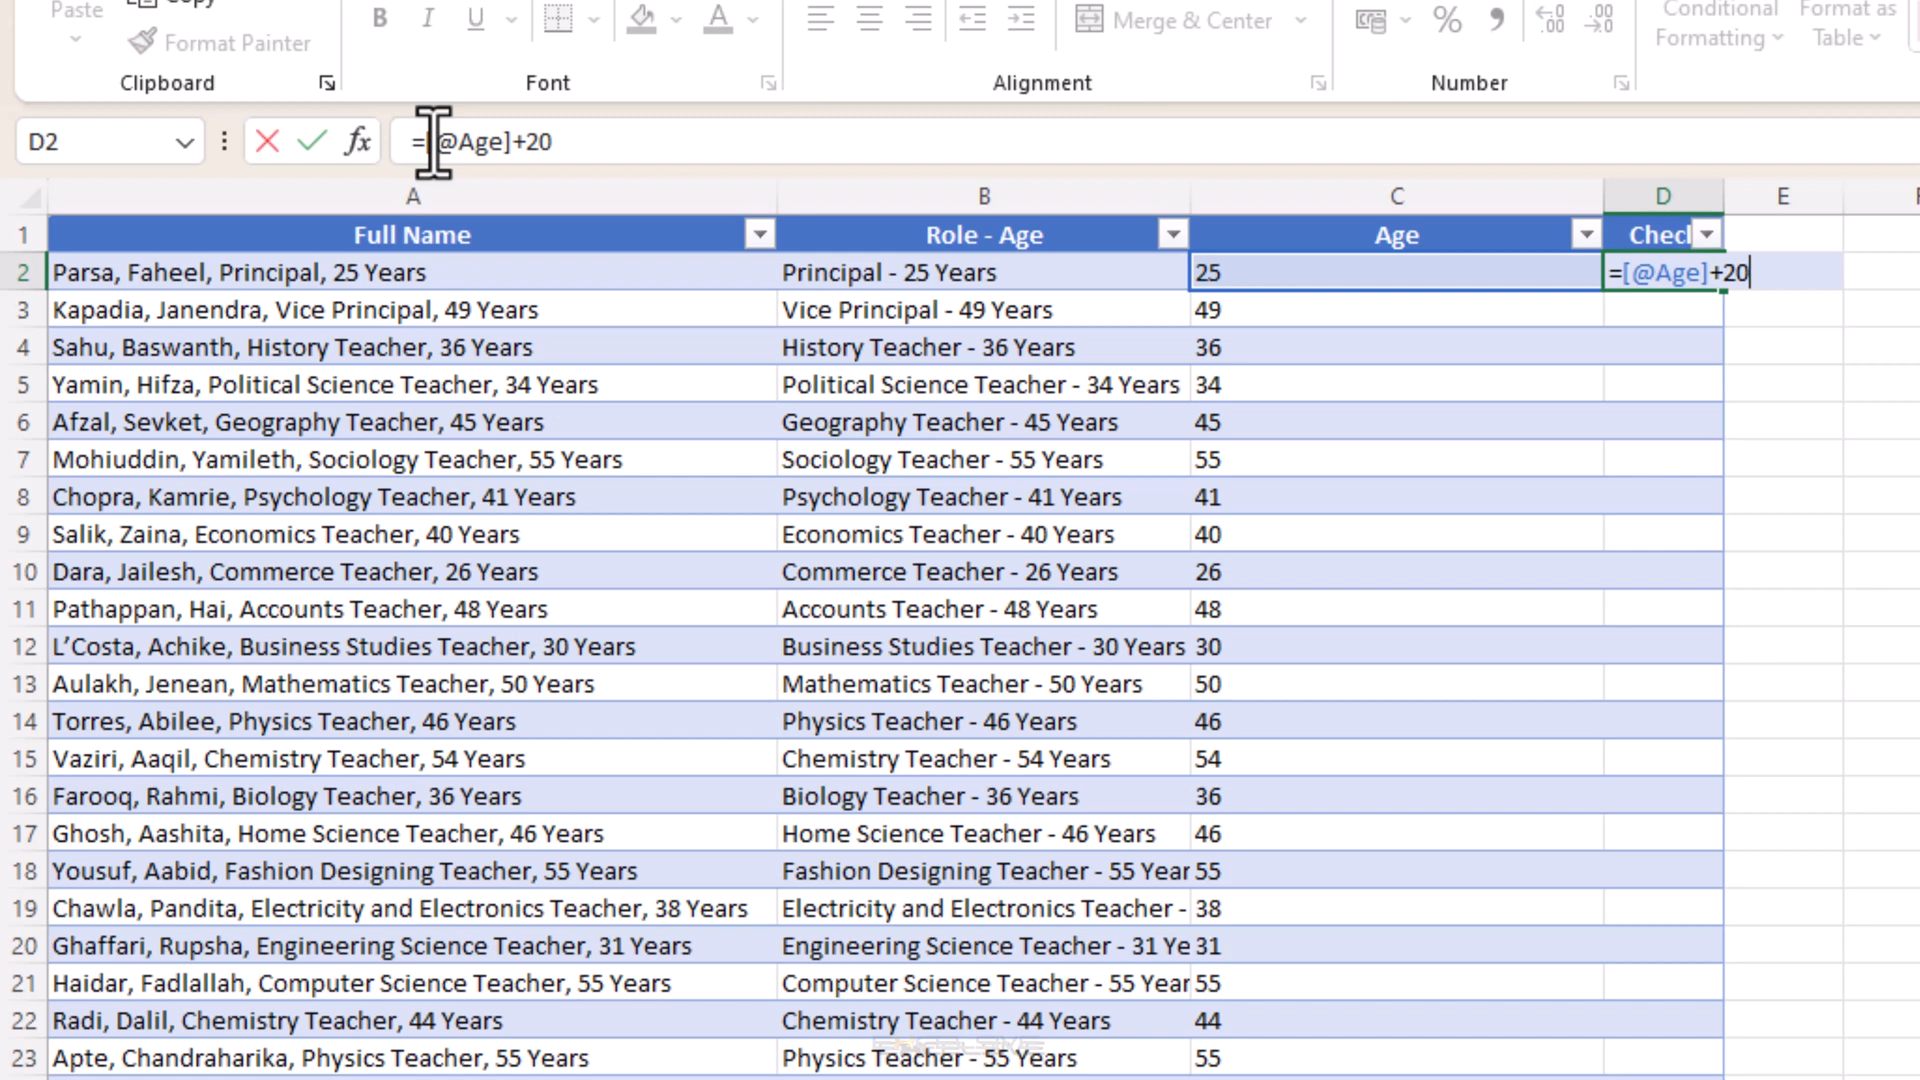 Paste
Copy
Format Painter
Clipboard
B I U
A
Font
Merge & Center
Alignment
% ,
Number
Conditional Formatting
Format as Table
D2
fx
=[@Age]+20
A B C D E
1 Full Name Role - Age Age Check
2 Parsa, Faheel, Principal, 25 Years Principal - 25 Years 25 =[@Age]+20
3 Kapadia, Janendra, Vice Principal, 49 Years Vice Principal - 49 Years 49
4 Sahu, Baswanth, History Teacher, 36 Years History Teacher - 36 Years 36
5 Yamin, Hifza, Political Science Teacher, 34 Years Political Science Teacher - 34 Years 34
6 Afzal, Sevket, Geography Teacher, 45 Years Geography Teacher - 45 Years 45
7 Mohiuddin, Yamileth, Sociology Teacher, 55 Years Sociology Teacher - 55 Years 55
8 Chopra, Kamrie, Psychology Teacher, 41 Years Psychology Teacher - 41 Years 41
9 Salik, Zaina, Economics Teacher, 40 Years Economics Teacher - 40 Years 40
10 Dara, Jailesh, Commerce Teacher, 26 Years Commerce Teacher - 26 Years 26
11 Pathappan, Hai, Accounts Teacher, 48 Years Accounts Teacher - 48 Years 48
12 L’Costa, Achike, Business Studies Teacher, 30 Years Business Studies Teacher - 30 Years 30
13 Aulakh, Jenean, Mathematics Teacher, 50 Years Mathematics Teacher - 50 Years 50
14 Torres, Abilee, Physics Teacher, 46 Years Physics Teacher - 46 Years 46
15 Vaziri, Aaqil, Chemistry Teacher, 54 Years Chemistry Teacher - 54 Years 54
16 Farooq, Rahmi, Biology Teacher, 36 Years Biology Teacher - 36 Years 36
17 Ghosh, Aashita, Home Science Teacher, 46 Years Home Science Teacher - 46 Years 46
18 Yousuf, Aabid, Fashion Designing Teacher, 55 Years Fashion Designing Teacher - 55 Year 55
19 Chawla, Pandita, Electricity and Electronics Teacher, 38 Years Electricity and Electronics Teacher - 38
20 Ghaffari, Rupsha, Engineering Science Teacher, 31 Years Engineering Science Teacher - 31 Ye 31
21 Haidar, Fadlallah, Computer Science Teacher, 55 Years Computer Science Teacher - 55 Year 55
22 Radi, Dalil, Chemistry Teacher, 44 Years Chemistry Teacher - 44 Years 44
23 Apte, Chandraharika, Physics Teacher, 55 Years Physics Teacher - 55 Years 55